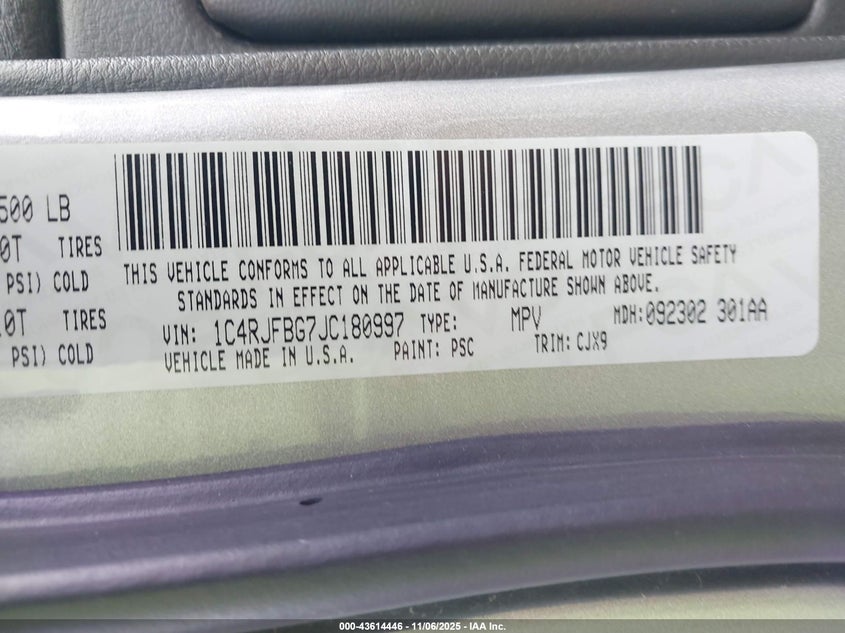 500 LB
0T TIRES
PSI) COLD
.0T TIRES
PSI) COLD
THIS VEHICLE CONFORMS TO ALL APPLICABLE U.S.A. FEDERAL MOTOR VEHICLE SAFETY
STANDARDS IN EFFECT ON THE DATE OF MANUFACTURE SHOWN ABOVE.
VIN: 1C4RJFBG7JC180997 TYPE: MPV MDH:092302 301AA
VEHICLE MADE IN U.S.A. PAINT: PSC TRIM: CJX9
000-43614446 - 11/06/2025 - IAA Inc.